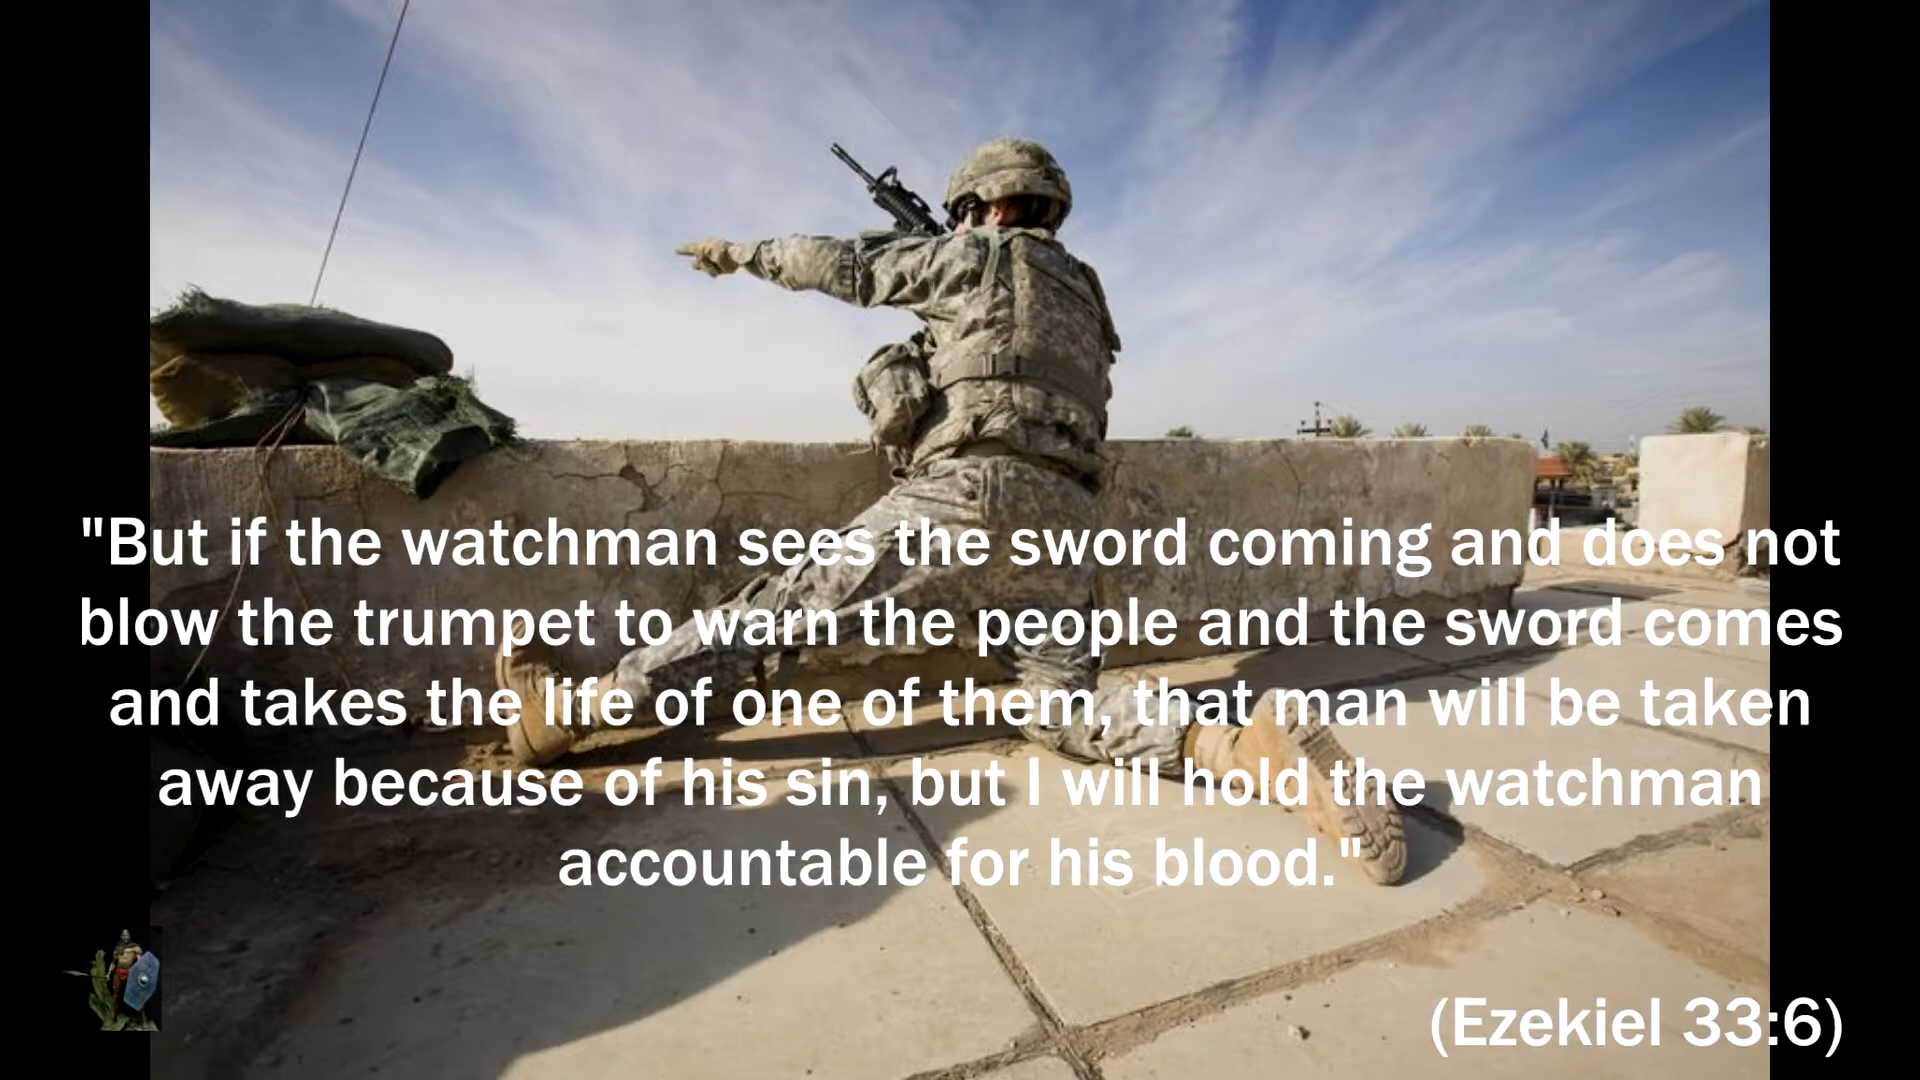 "But if the watchman sees the sword coming and does not
blow the trumpet to warn the people and the sword comes
and takes the life of one of them, that man will be taken
away because of his sin, but I will hold the watchman
accountable for his blood."
(Ezekiel 33:6)